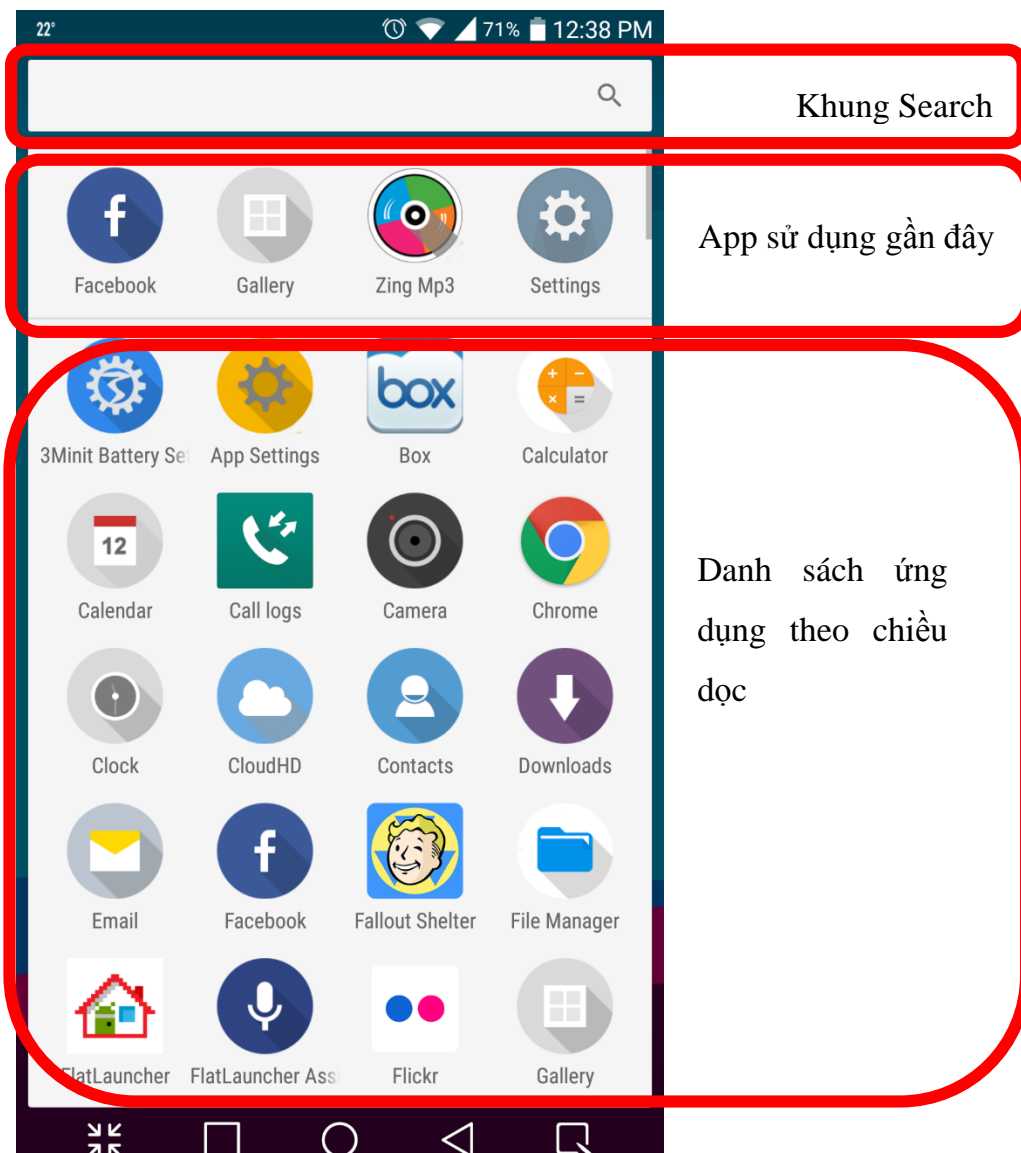 22°
71%
12:38 PM
Khung Search
Facebook
Gallery
Zing Mp3
Settings
App sử dụng gần đây
box
3Minit Battery Set
App Settings
Box
Calculator
12
Calendar
Call logs
Camera
Chrome
Danh sách ứng
dụng theo chiều
dọc
Clock
CloudHD
Contacts
Downloads
Email
Facebook
Fallout Shelter
File Manager
FlatLauncher
FlatLauncher Assi
Flickr
Gallery